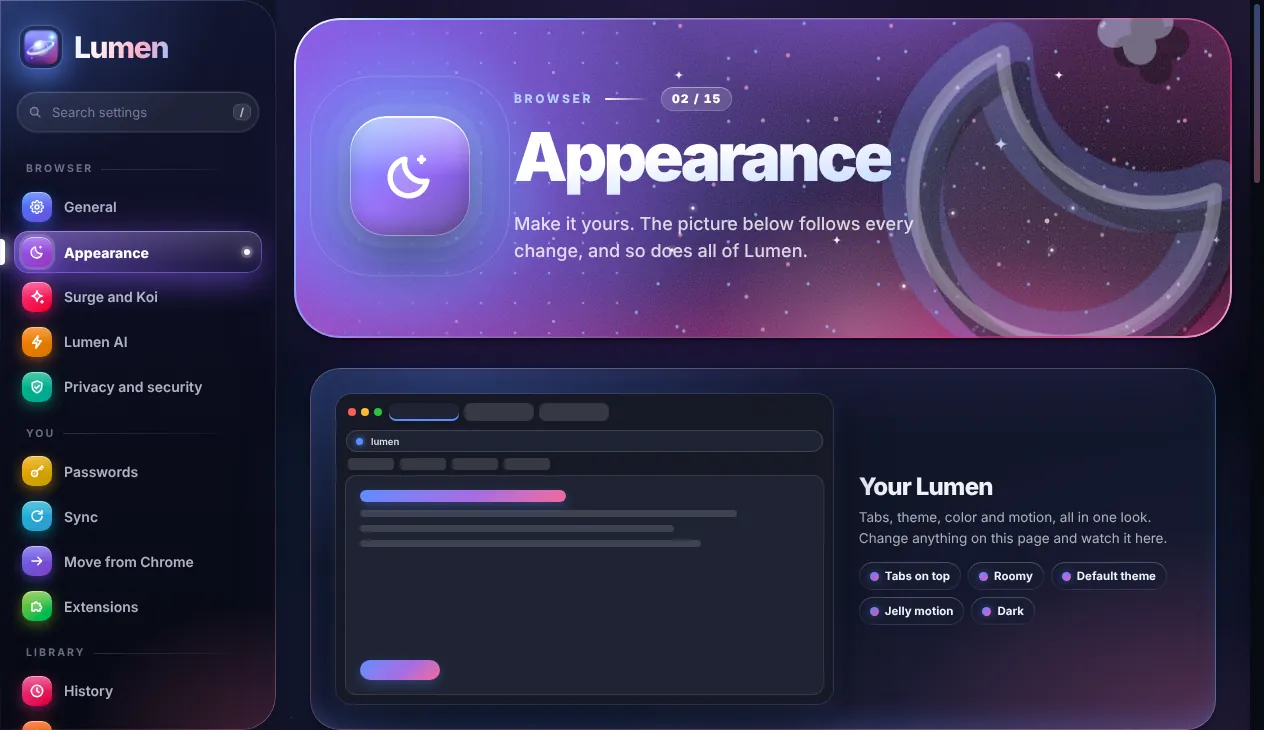 Lumen
Search settings /
BROWSER
General
Appearance
Surge and Koi
Lumen AI
Privacy and security
YOU
Passwords
Sync
Move from Chrome
Extensions
LIBRARY
History
BROWSER 02 / 15
Appearance
Make it yours. The picture below follows every
change, and so does all of Lumen.
lumen
Your Lumen
Tabs, theme, color and motion, all in one look.
Change anything on this page and watch it here.
Tabs on top Roomy Default theme
Jelly motion Dark